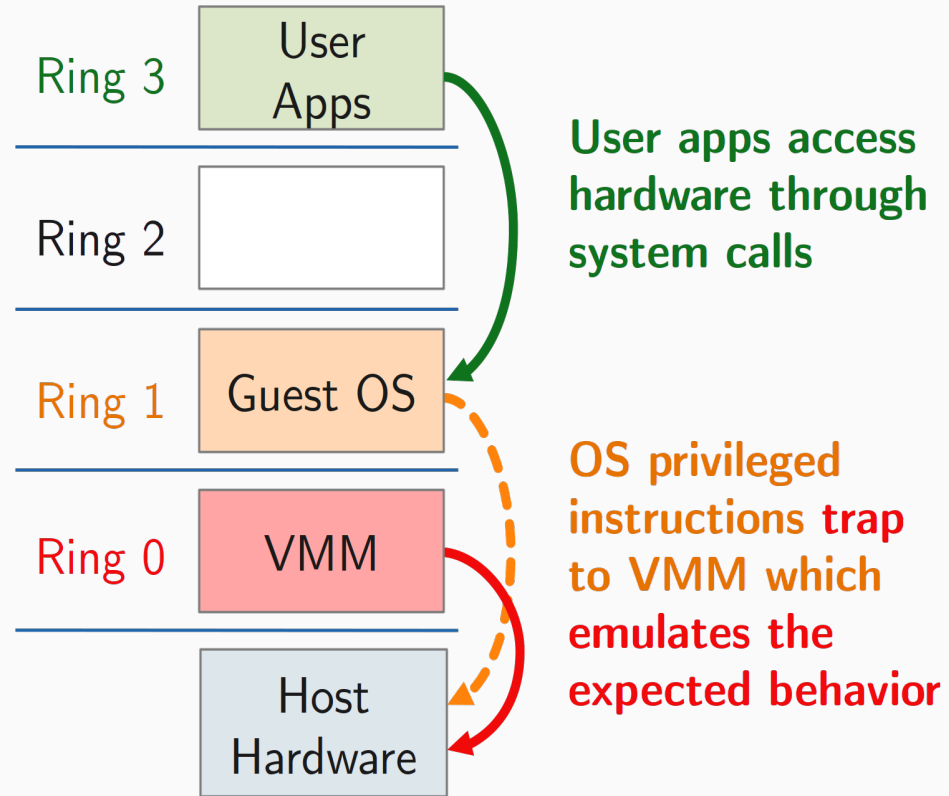 Ring 3
User
Apps
Ring 2
Ring 1
Guest OS
Ring 0
VMM
Host
Hardware
User apps access
hardware through
system calls
OS privileged
instructions trap
to VMM which
emulates the
expected behavior